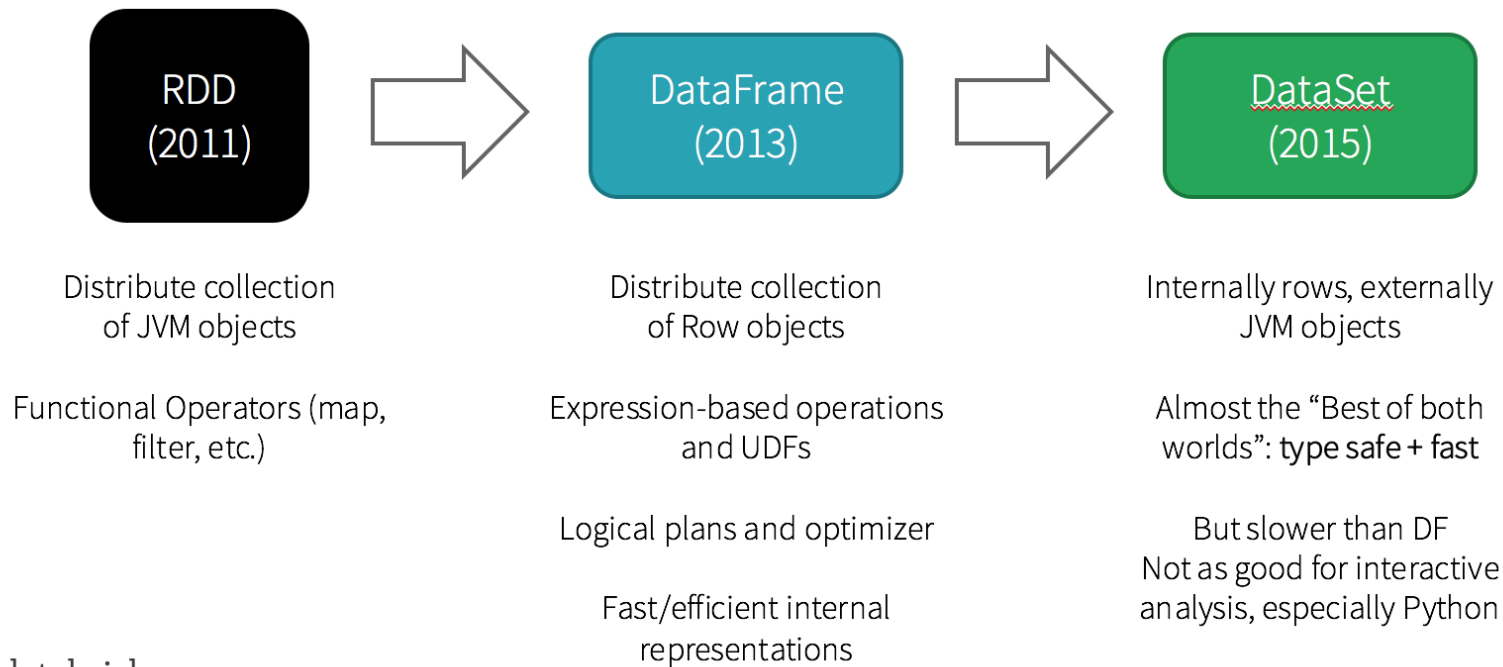 RDD
(2011)
DataFrame
(2013)
DataSet
(2015)
Distribute collection
of JVM objects
Functional Operators (map,
filter, etc.)
Distribute collection
of Row objects
Expression-based operations
and UDFs
Logical plans and optimizer
Fast/efficient internal
representations
Internally rows, externally
JVM objects
Almost the “Best of both
worlds”: type safe + fast
But slower than DF
Not as good for interactive
analysis, especially Python